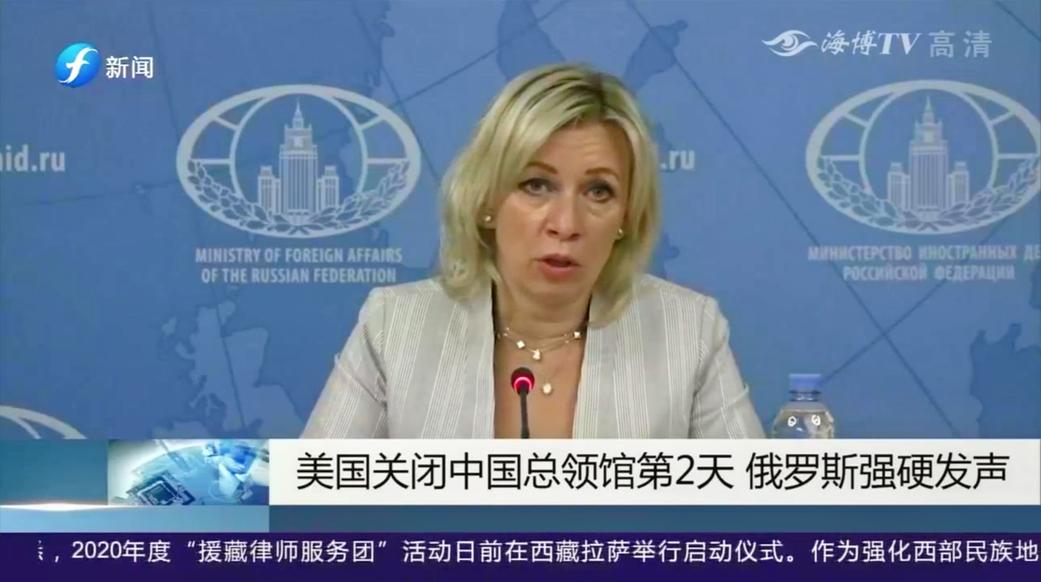 新闻
海博TV 高清
mid.ru
.ru
MINISTRY OF FOREIGN AFFAIRS
OF THE RUSSIAN FEDERATION
МИНИСТЕРСТВО ИНОСТРАННЫХ ДЕ
РОССИЙСКОЙ ФЕДЕРАЦИИ
美国关闭中国总领馆第2天 俄罗斯强硬发声
，2020年度“援藏律师服务团”活动日前在西藏拉萨举行启动仪式。作为强化西部民族地